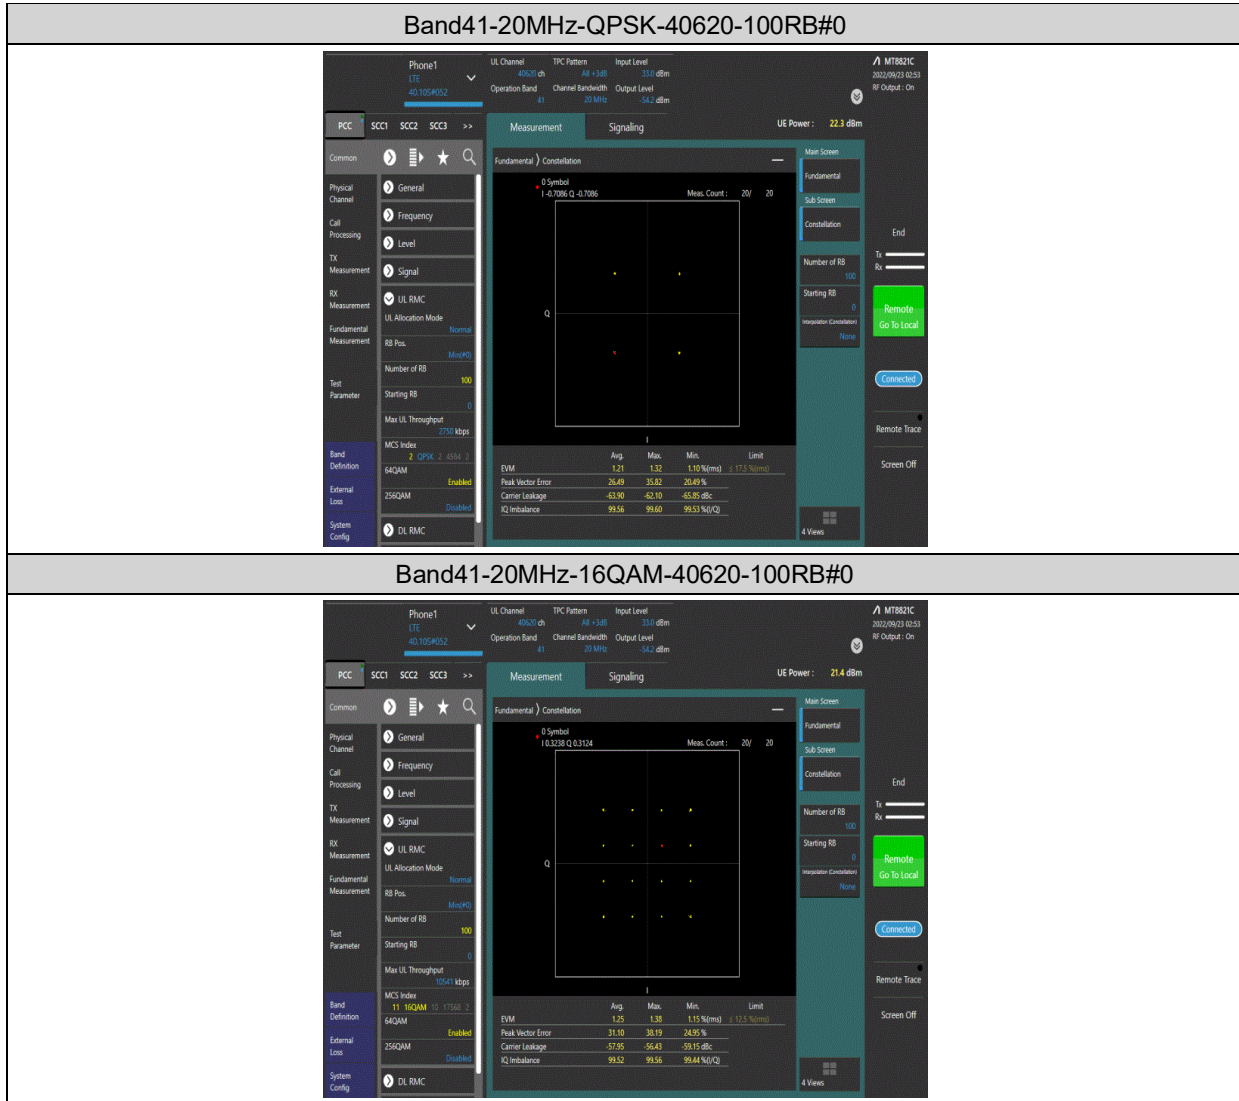 Band41-20MHz-QPSK-40620-100RB#0
Phone1
LTE
40.10S#052
UL Channel
40620 ch
TPC Pattern
All +3dB
Input Level
33.0 dBm
Operation Band
41
Channel Bandwidth
20 MHz
Output Level
-54.2 dBm
MT8821C
2022/09/23 02:53
RF Output : On
PCC SCC1 SCC2 SCC3 >>
Measurement Signaling
UE Power : 22.3 dBm
Common
Physical
Channel
Call
Processing
TX
Measurement
RX
Measurement
Fundamental
Measurement
Test
Parameter
Band
Definition
External
Loss
System
Config
General
Frequency
Level
Signal
UL RMC
UL Allocation Mode
Normal
RB Pos.
Min(#0)
Number of RB
100
Starting RB
0
Max UL Throughput
2750 kbps
MCS Index
2 QPSK 2 4584 2
64QAM
Enabled
256QAM
Disabled
DL RMC
Fundamental Constellation
0 Symbol
I -0.7086 Q -0.7086
Meas. Count : 20/ 20
Q
I
Avg. Max. Min. Limit
EVM 1.21 1.32 1.10 %(rms) ≤ 17.5 %(rms)
Peak Vector Error 26.49 35.82 20.49 %
Carrier Leakage -63.90 -62.10 -65.85 dBc
IQ Imbalance 99.56 99.60 99.53 %(I/Q)
Main Screen
Fundamental
Sub Screen
Constellation
Number of RB
100
Starting RB
0
Interpolation (Constellation)
None
4 Views
End
Tx
Rx
Remote
Go To Local
Connected
Remote Trace
Screen Off
Band41-20MHz-16QAM-40620-100RB#0
Phone1
LTE
40.10S#052
UL Channel
40620 ch
TPC Pattern
All +3dB
Input Level
33.0 dBm
Operation Band
41
Channel Bandwidth
20 MHz
Output Level
-54.2 dBm
MT8821C
2022/09/23 02:53
RF Output : On
PCC SCC1 SCC2 SCC3 >>
Measurement Signaling
UE Power : 21.4 dBm
Common
Physical
Channel
Call
Processing
TX
Measurement
RX
Measurement
Fundamental
Measurement
Test
Parameter
Band
Definition
External
Loss
System
Config
General
Frequency
Level
Signal
UL RMC
UL Allocation Mode
Normal
RB Pos.
Min(#0)
Number of RB
100
Starting RB
0
Max UL Throughput
10541 kbps
MCS Index
11 16QAM 10 17568 2
64QAM
Enabled
256QAM
Disabled
DL RMC
Fundamental Constellation
0 Symbol
I 0.3238 Q 0.3124
Meas. Count : 20/ 20
Q
I
Avg. Max. Min. Limit
EVM 1.25 1.38 1.15 %(rms) ≤ 12.5 %(rms)
Peak Vector Error 31.10 38.19 24.95 %
Carrier Leakage -57.95 -56.43 -59.15 dBc
IQ Imbalance 99.52 99.56 99.44 %(I/Q)
Main Screen
Fundamental
Sub Screen
Constellation
Number of RB
100
Starting RB
0
Interpolation (Constellation)
None
4 Views
End
Tx
Rx
Remote
Go To Local
Connected
Remote Trace
Screen Off